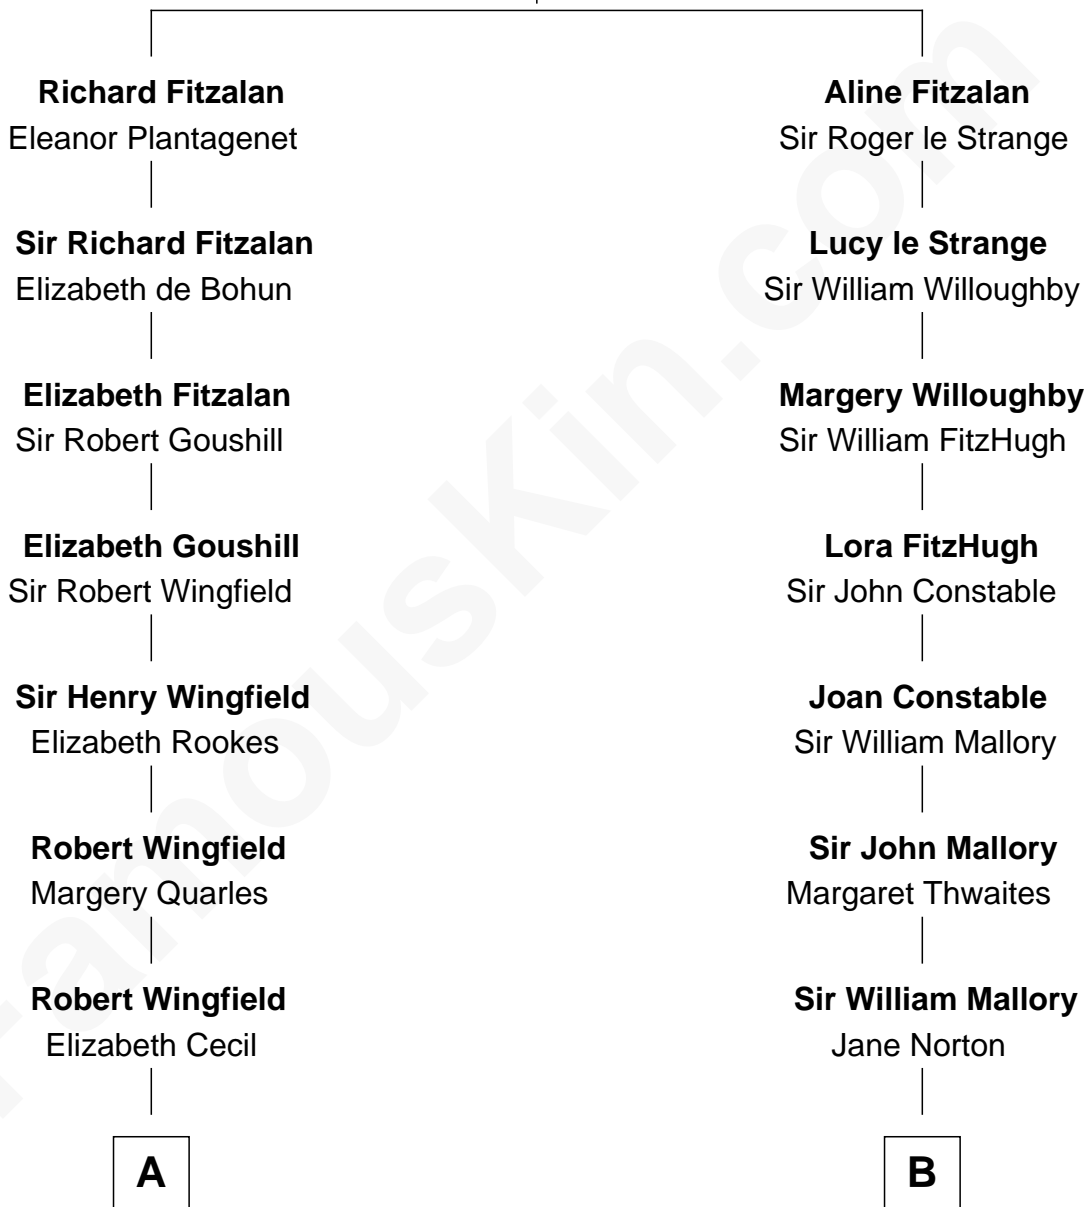 Richard Fitzalan
Eleanor Plantagenet
Sir Richard Fitzalan
Elizabeth de Bohun
Elizabeth Fitzalan
Sir Robert Goushill
Elizabeth Goushill
Sir Robert Wingfield
Sir Henry Wingfield
Elizabeth Rookes
Robert Wingfield
Margery Quarles
Robert Wingfield
Elizabeth Cecil
A
Aline Fitzalan
Sir Roger le Strange
Lucy le Strange
Sir William Willoughby
Margery Willoughby
Sir William FitzHugh
Lora FitzHugh
Sir John Constable
Joan Constable
Sir William Mallory
Sir John Mallory
Margaret Thwaites
Sir William Mallory
Jane Norton
B
FamousKin.com